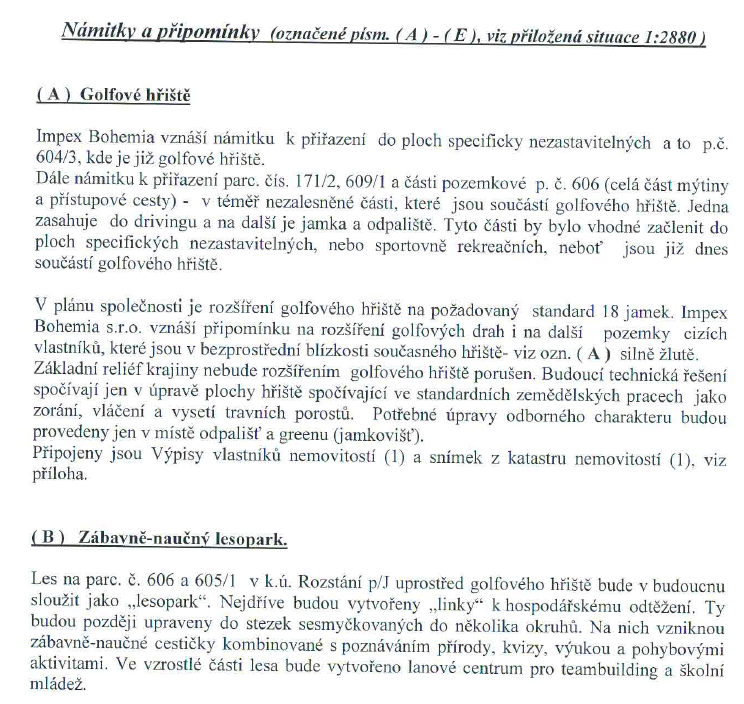 Námitky a připomínky (označené písm. ( A ) - ( E ), viz přiložená situace 1:2880 )
( A ) Golfové hřiště
Impex Bohemia vznáší námitku k přiřazení do ploch specificky nezastavitelných a to p.č.
604/3, kde je již golfové hřiště.
Dále námitku k přiřazení parc. čís. 171/2, 609/1 a části pozemkové p. č. 606 (celá část mýtiny
a přístupové cesty) - v téměř nezalesněné části, které jsou součástí golfového hřiště. Jedna
zasahuje do drivingu a na další je jamka a odpaliště. Tyto části by bylo vhodné začlenit do
ploch specifických nezastavitelných, nebo sportovně rekreačních, neboť jsou již dnes
součástí golfového hřiště.
V plánu společnosti je rozšíření golfového hřiště na požadovaný standard 18 jamek. Impex
Bohemia s.r.o. vznáší připomínku na rozšíření golfových drah i na další pozemky cizích
vlastníků, které jsou v bezprostřední blízkosti současného hřiště- viz ozn. ( A ) silně žlutě.
Základní reliéf krajiny nebude rozšířením golfového hřiště porušen. Budoucí technická řešení
spočívají jen v úpravě plochy hřiště spočívající ve standardních zemědělských pracech jako
zorání, vláčení a vysetí travních porostů. Potřebné úpravy odborného charakteru budou
provedeny jen v místě odpališť a greenu (jamkovišť).
Připojeny jsou Výpisy vlastníků nemovitostí (1) a snímek z katastru nemovitostí (1), viz
příloha.
( B ) Zábavně-naučný lesopark.
Les na parc. č. 606 a 605/1 v k.ú. Rozstání p/J uprostřed golfového hřiště bude v budoucnu
sloužit jako „lesopark“. Nejdříve budou vytvořeny „linky“ k hospodářskému odtěžení. Ty
budou později upraveny do stezek sesmyčkovaných do několika okruhů. Na nich vzniknou
zábavně-naučné cestičky kombinované s poznáváním přírody, kvizy, výukou a pohybovými
aktivitami. Ve vzrostlé části lesa bude vytvořeno lanové centrum pro teambuilding a školní
mládež.